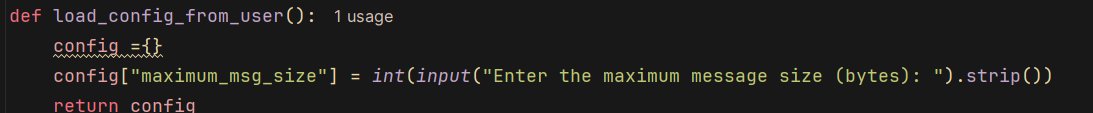 def load_config_from_user():  1 usage
    config ={}
    config["maximum_msg_size"] = int(input("Enter the maximum message size (bytes): ").strip())
    return config